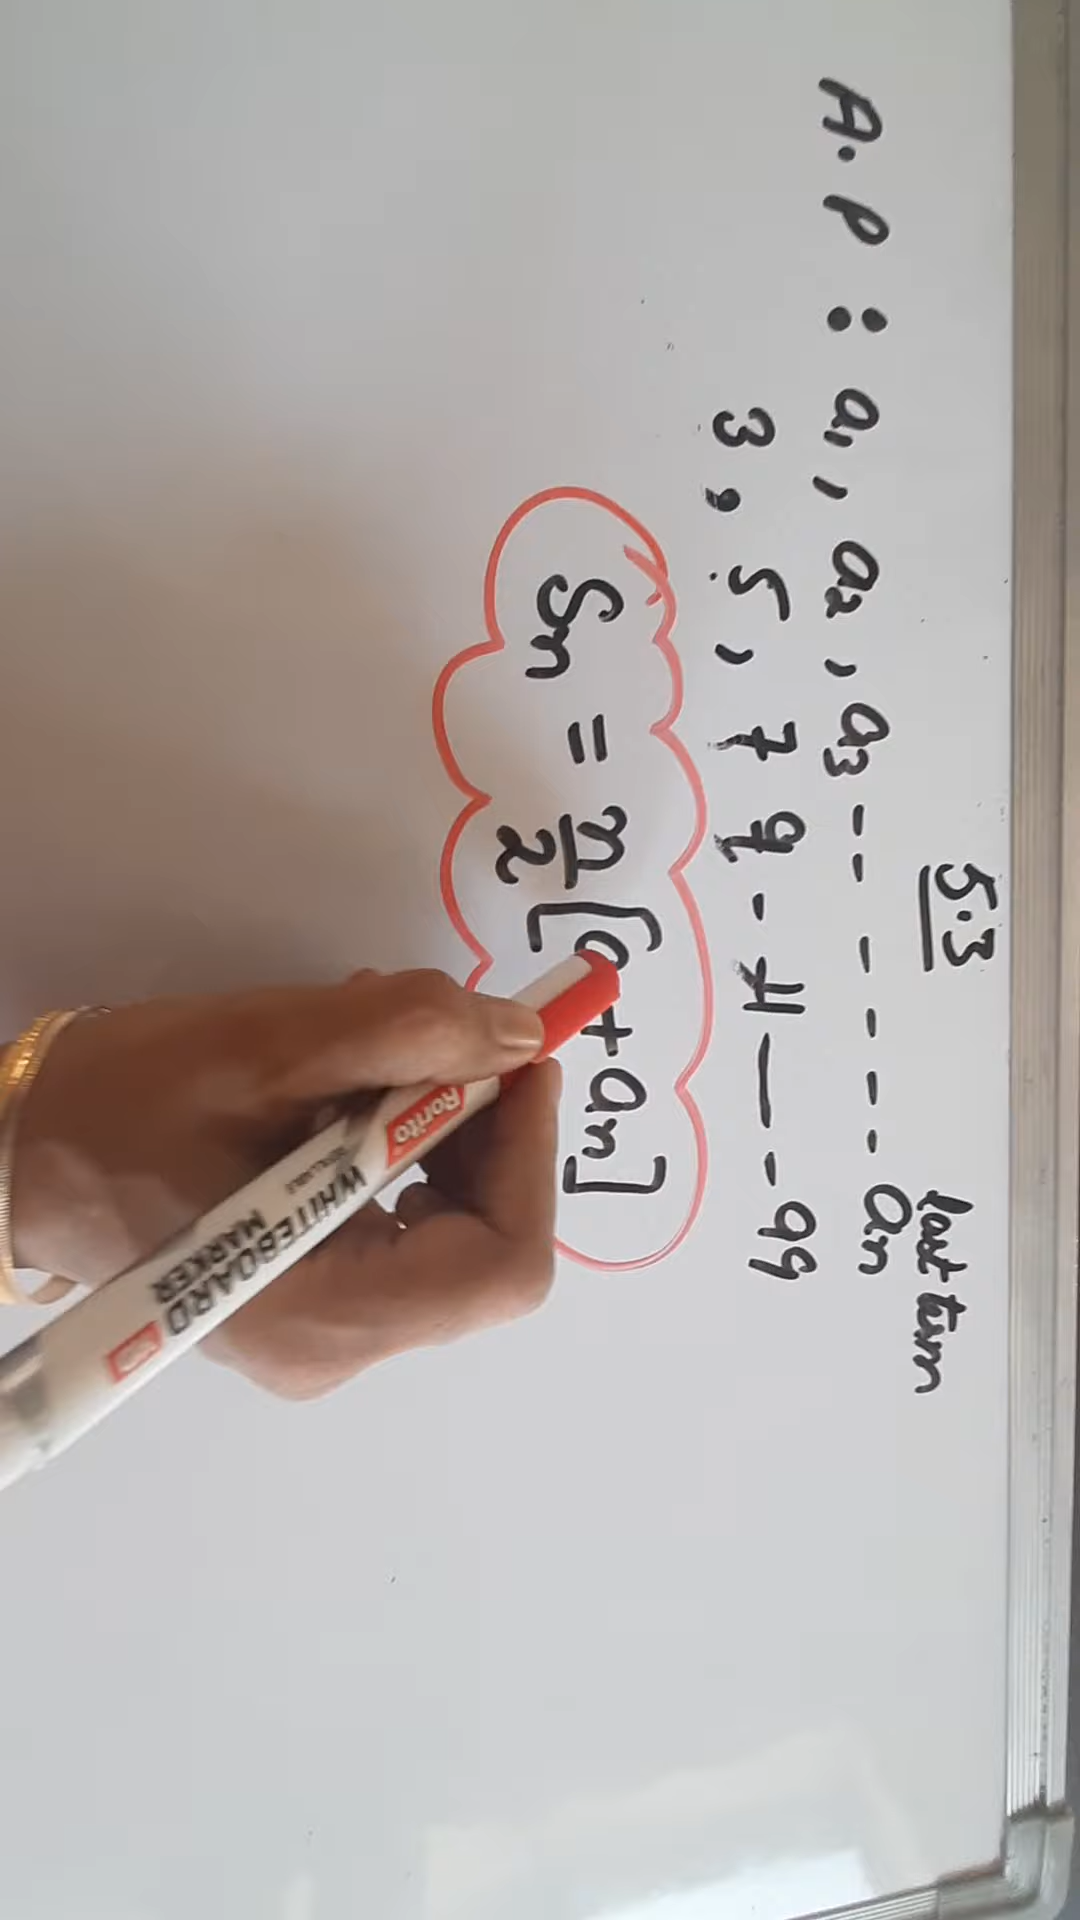 5.3
last term
A.P : a1, a2, a3 -- - - - - an
3, 5, 7 9 - 11 — - 99
Sn = n/2 [a + an]
Rorito
WHITEBOARD
MARKER